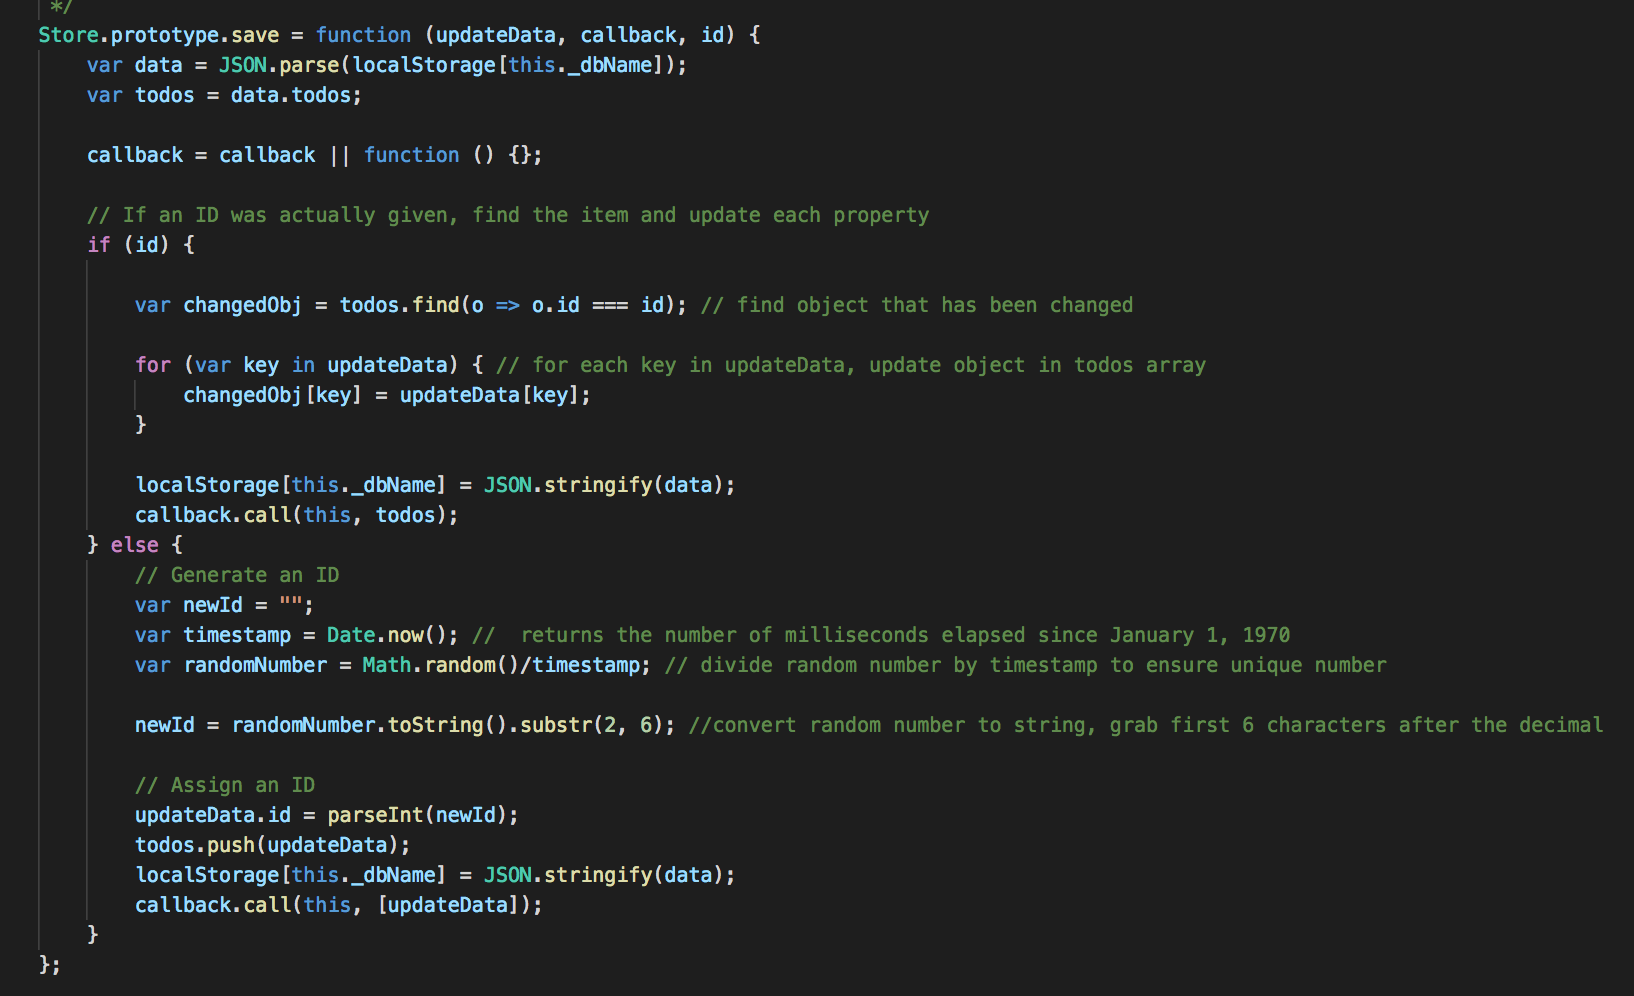 */
Store.prototype.save = function (updateData, callback, id) {
    var data = JSON.parse(localStorage[this._dbName]);
    var todos = data.todos;

    callback = callback || function () {};

    // If an ID was actually given, find the item and update each property
    if (id) {

        var changedObj = todos.find(o => o.id === id); // find object that has been changed

        for (var key in updateData) { // for each key in updateData, update object in todos array
            changedObj[key] = updateData[key];
        }

        localStorage[this._dbName] = JSON.stringify(data);
        callback.call(this, todos);
    } else {
        // Generate an ID
        var newId = "";
        var timestamp = Date.now(); //  returns the number of milliseconds elapsed since January 1, 1970
        var randomNumber = Math.random()/timestamp; // divide random number by timestamp to ensure unique number

        newId = randomNumber.toString().substr(2, 6); //convert random number to string, grab first 6 characters after the decimal

        // Assign an ID
        updateData.id = parseInt(newId);
        todos.push(updateData);
        localStorage[this._dbName] = JSON.stringify(data);
        callback.call(this, [updateData]);
    }
};